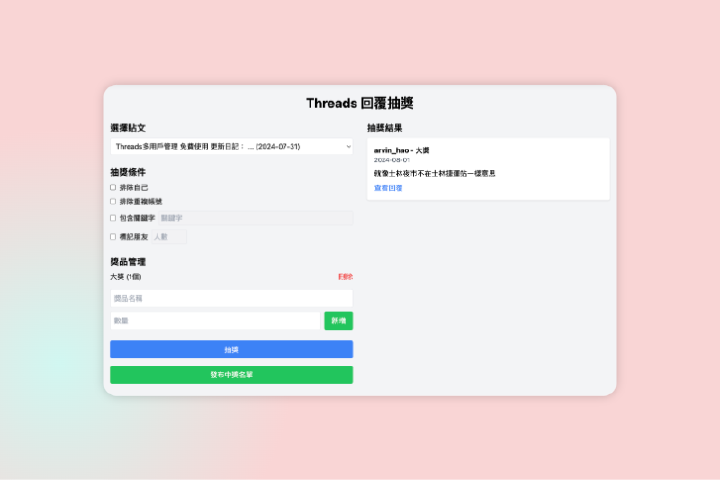 Threads 回覆抽獎
選擇貼文
Threads多用戶管理 免費使用 更新日記： ... (2024-07-31)
抽獎條件
排除自己
排除重複帳號
包含關鍵字 關鍵字
標記朋友 人數
獎品管理
大獎 (1個) 刪除
獎品名稱
數量 新增
抽獎
發布中獎名單
抽獎結果
arvin_hao - 大獎
2024-08-01
就像士林夜市不在士林捷運站一樣意思
查看回覆